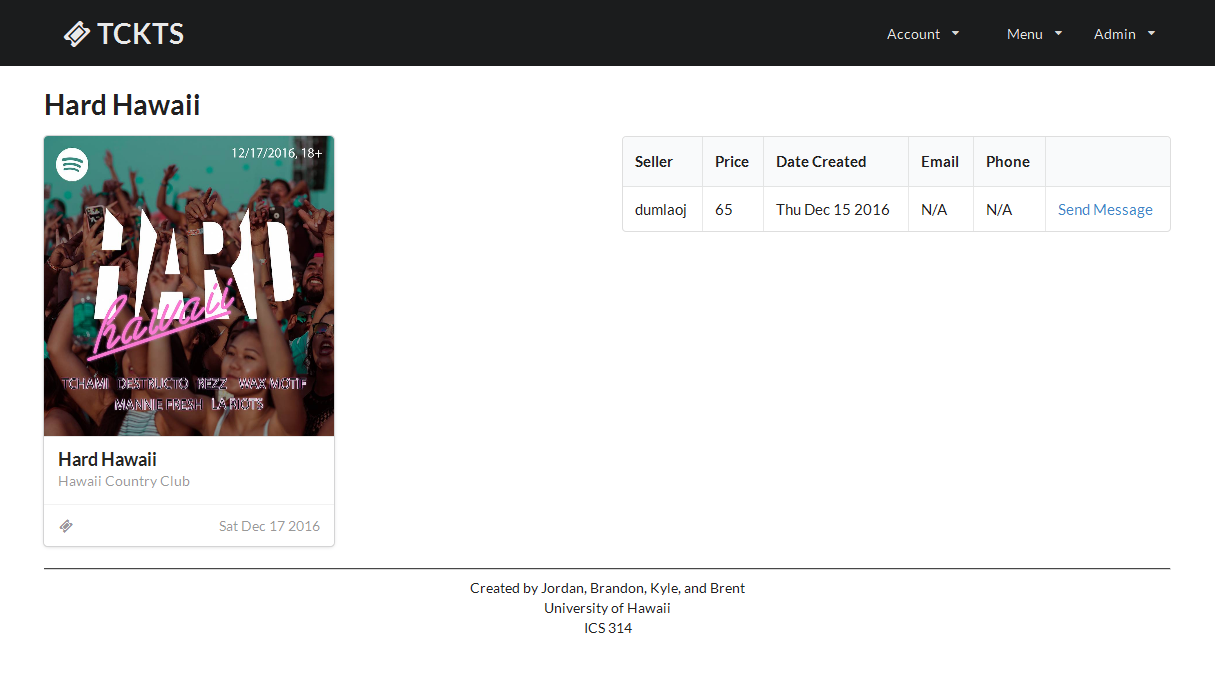 TCKTS
Account
Menu
Admin
Hard Hawaii
12/17/2016, 18+
HARD
hawaii
TCHAMI DESTRUCTO REZZ WAX MOTIF
MANNIE FRESH LA RIOTS
Hard Hawaii
Hawaii Country Club
Sat Dec 17 2016
Seller Price Date Created Email Phone
dumlaoj 65 Thu Dec 15 2016 N/A N/A Send Message
Created by Jordan, Brandon, Kyle, and Brent
University of Hawaii
ICS 314